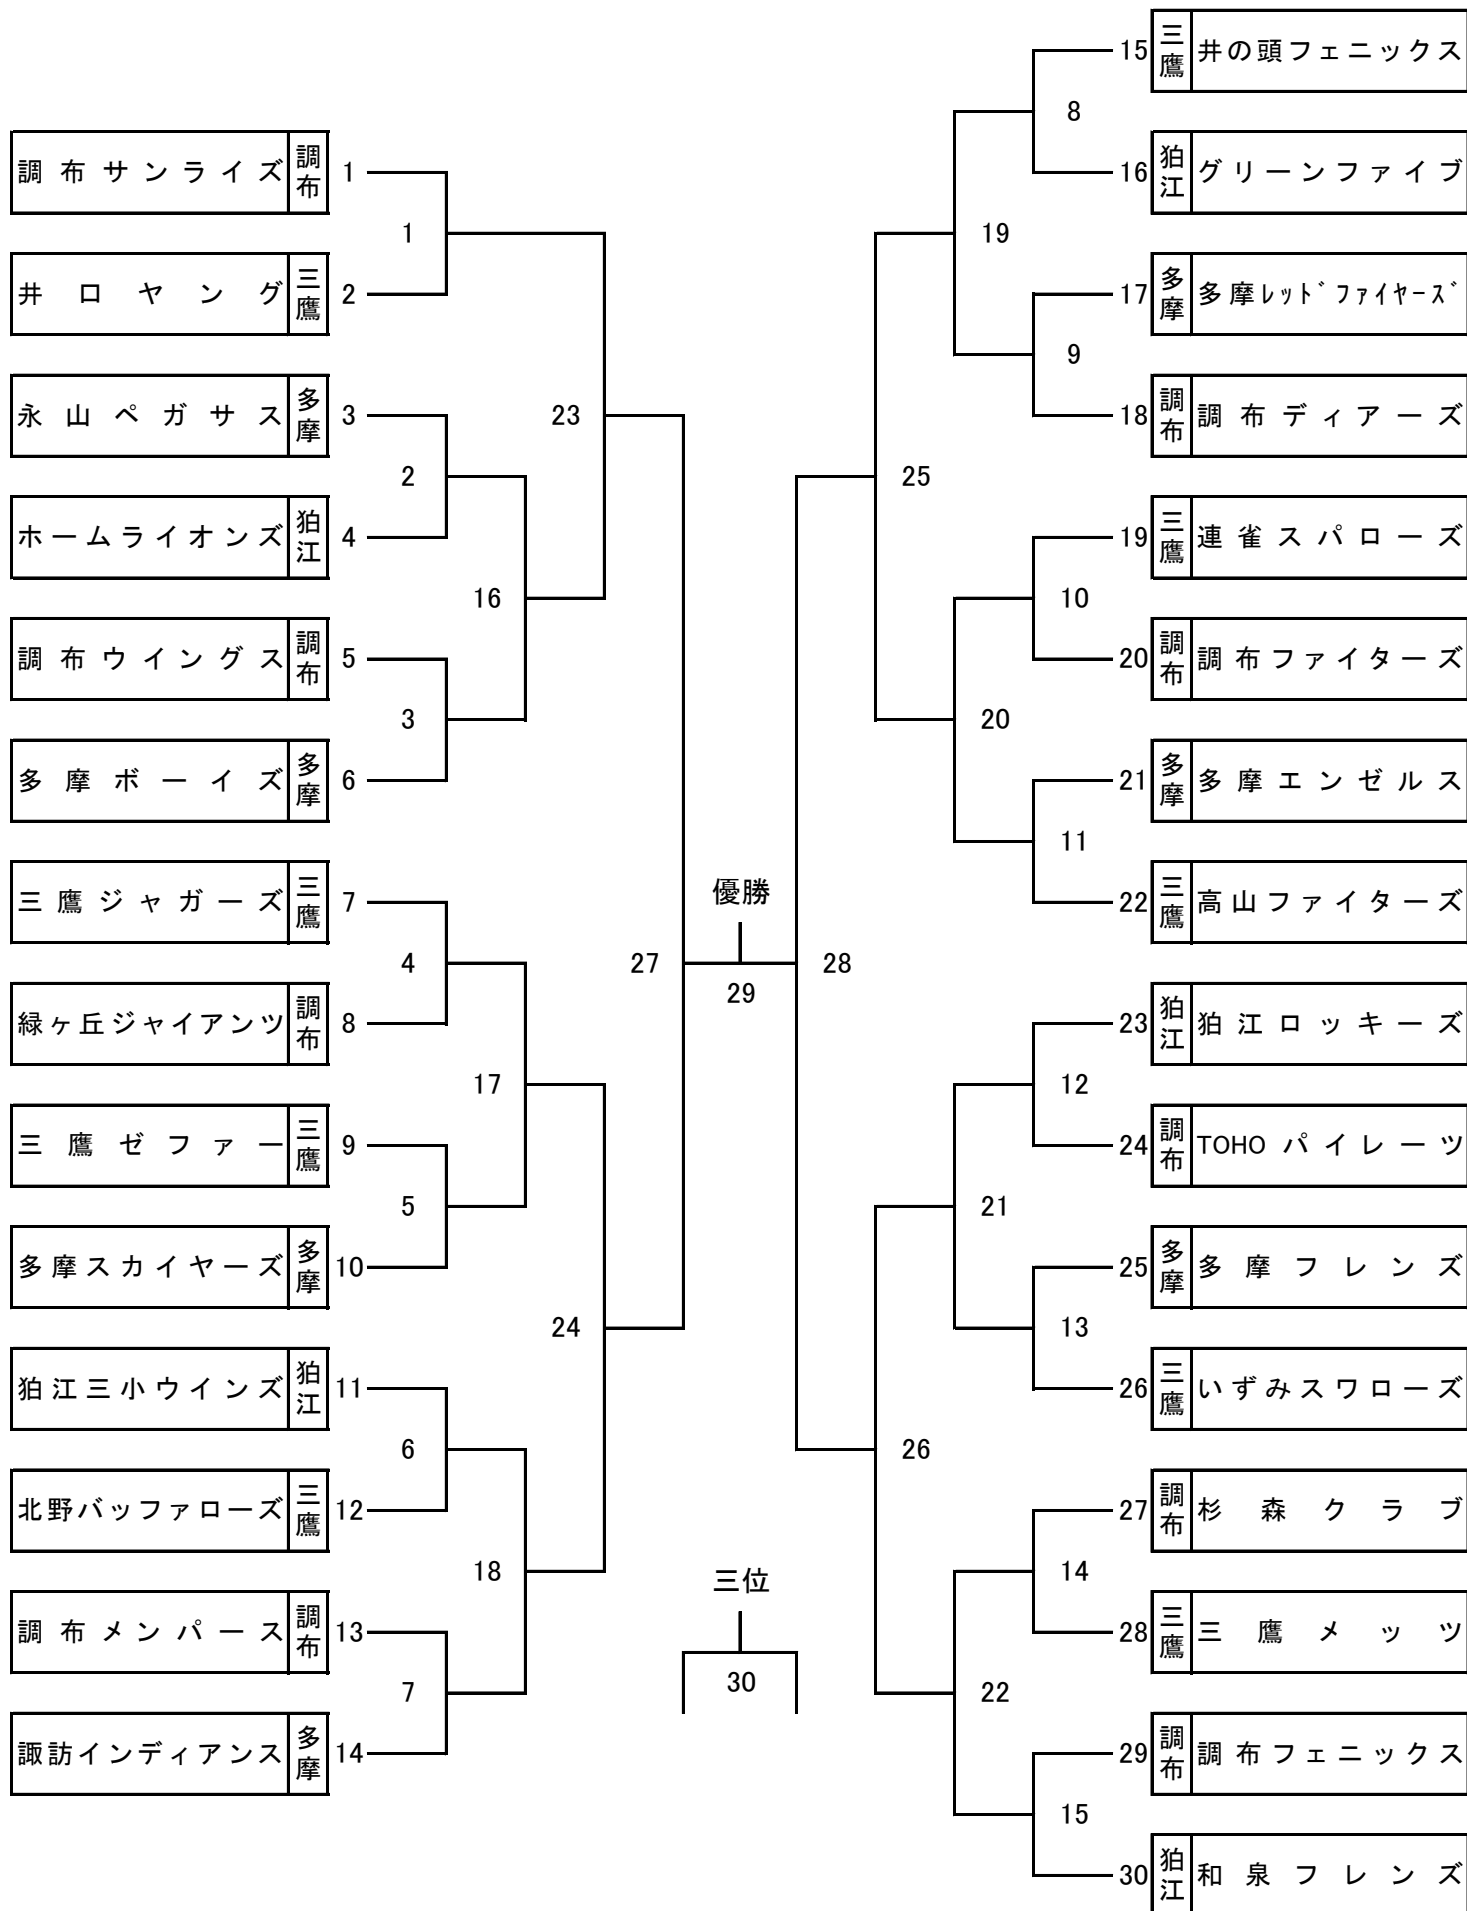 調布サンライズ 調布 1
1
井口ヤング 三鷹 2
永山ペガサス 多摩 3
23
2
ホームライオンズ 狛江 4
16
調布ウイングス 調布 5
3
多摩ボーイズ 多摩 6
三鷹ジャガーズ 三鷹 7
4
27
緑ヶ丘ジャイアンツ 調布 8
17
三鷹ゼファー 三鷹 9
5
多摩スカイヤーズ 多摩 10
24
狛江三小ウインズ 狛江 11
6
北野バッファローズ 三鷹 12
18
調布メンパース 調布 13
7
諏訪インディアンス 多摩 14
優勝
29
三位
30
15 三鷹 井の頭フェニックス
8
16 狛江 グリーンファイブ
19
17 多摩 多摩ﾚｯﾄﾞﾌｧｲﾔｰｽﾞ
9
18 調布 調布ディアーズ
25
19 三鷹 連雀スパローズ
10
20 調布 調布ファイターズ
20
21 多摩 多摩エンゼルス
11
22 三鷹 高山ファイターズ
28
23 狛江 狛江ロッキーズ
12
24 調布 TOHOパイレーツ
21
25 多摩 多摩フレンズ
13
26 三鷹 いずみスワローズ
26
27 調布 杉森クラブ
14
28 三鷹 三鷹メッツ
22
29 調布 調布フェニックス
15
30 狛江 和泉フレンズ